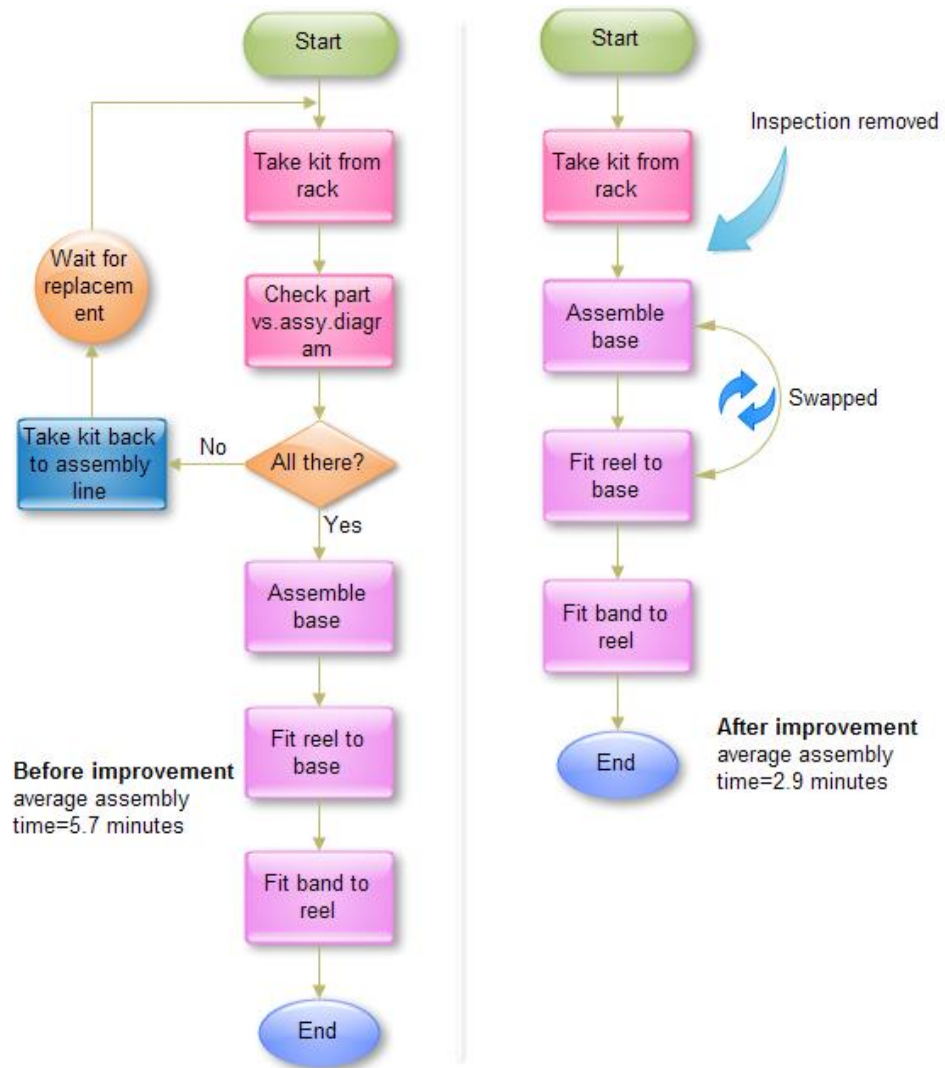 Start
Take kit from
rack
Check part
vs.assy.diagr
am
All there?
No
Take kit back
to assembly
line
Wait for
replacem
ent
Yes
Assemble
base
Fit reel to
base
Fit band to
reel
End
Before improvement
average assembly
time=5.7 minutes
Start
Inspection removed
Take kit from
rack
Assemble
base
Swapped
Fit reel to
base
Fit band to
reel
End
After improvement
average assembly
time=2.9 minutes